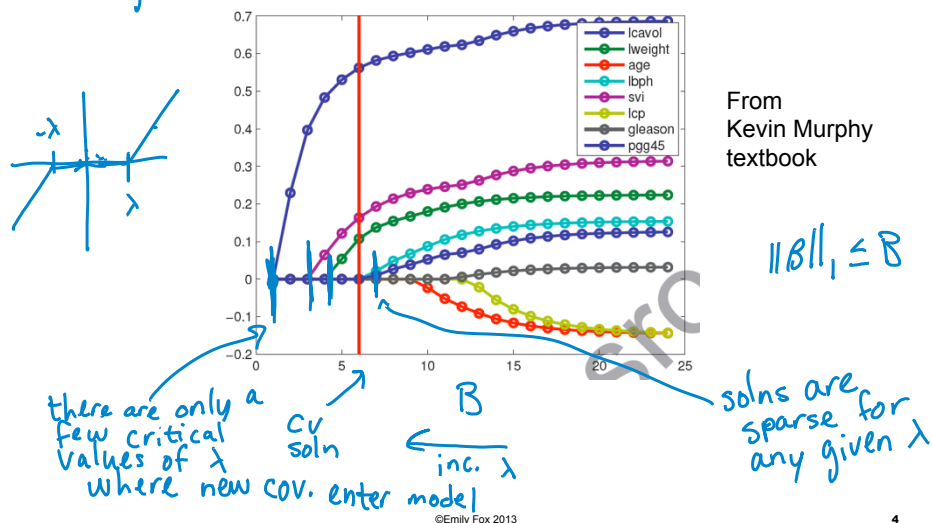 0.7
0.6
0.5
0.4
0.3
0.2
0.1
0
−0.1
−0.2
0
5
10
15
20
25
lcavol
lweight
age
lbph
svi
lcp
gleason
pgg45
From
Kevin Murphy
textbook
-λ
λ
||β||₁ ≤ B
there are only a
few critical
values of λ
where new cov. enter model
cv
soln
B
inc. λ
solns are
sparse for
any given λ
©Emily Fox 2013
4